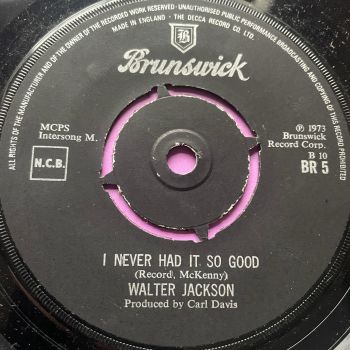 ALL RIGHTS OF THE MANUFACTURER AND OF THE OWNER OF THE RECORDED WORK RESERVED · UNAUTHORISED PUBLIC PERFORMANCE BROADCASTING AND COPYING OF THIS RECORD PROHIBITED
MADE IN ENGLAND · THE DECCA RECORD CO. LTD.
B
Brunswick
MCPS
Intersong M.
N.C.B.
℗ 1973
Brunswick
Record Corp.
B 10
BR 5
I NEVER HAD IT SO GOOD
(Record, McKenny)
WALTER JACKSON
Produced by Carl Davis